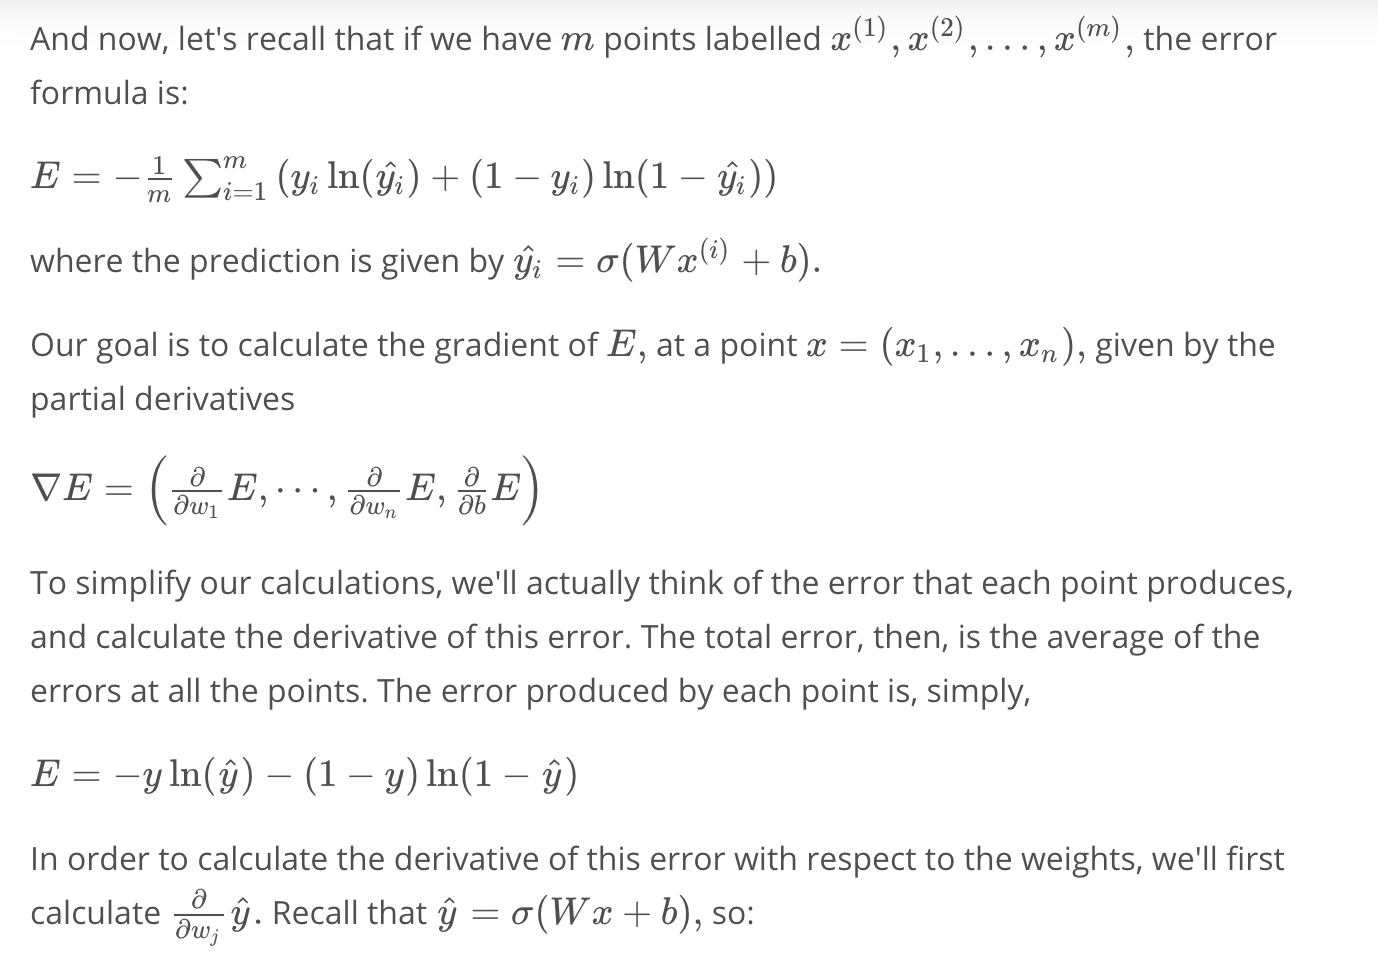 And now, let's recall that if we have m points labelled x^{(1)}, x^{(2)}, ..., x^{(m)}, the error
formula is:
E = -\frac{1}{m} \sum_{i=1}^{m} (y_i \ln(\hat{y}_i) + (1 - y_i) \ln(1 - \hat{y}_i))
where the prediction is given by \hat{y}_i = \sigma(Wx^{(i)} + b).
Our goal is to calculate the gradient of E, at a point x = (x_1, ..., x_n), given by the
partial derivatives
\nabla E = \left( \frac{\partial}{\partial w_1} E, \cdots, \frac{\partial}{\partial w_n} E, \frac{\partial}{\partial b} E \right)
To simplify our calculations, we'll actually think of the error that each point produces,
and calculate the derivative of this error. The total error, then, is the average of the
errors at all the points. The error produced by each point is, simply,
E = -y \ln(\hat{y}) - (1 - y) \ln(1 - \hat{y})
In order to calculate the derivative of this error with respect to the weights, we'll first
calculate \frac{\partial}{\partial w_j} \hat{y}. Recall that \hat{y} = \sigma(Wx + b), so: